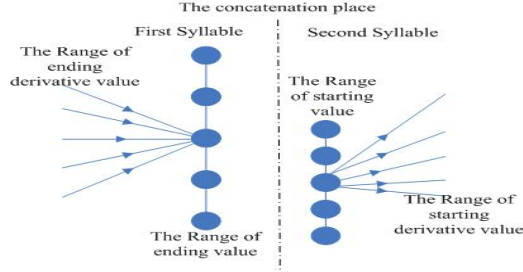 The concatenation place
First Syllable
Second Syllable
The Range of
ending
derivative value
The Range
of starting
value
The Range of
ending value
The Range of
starting
derivative value